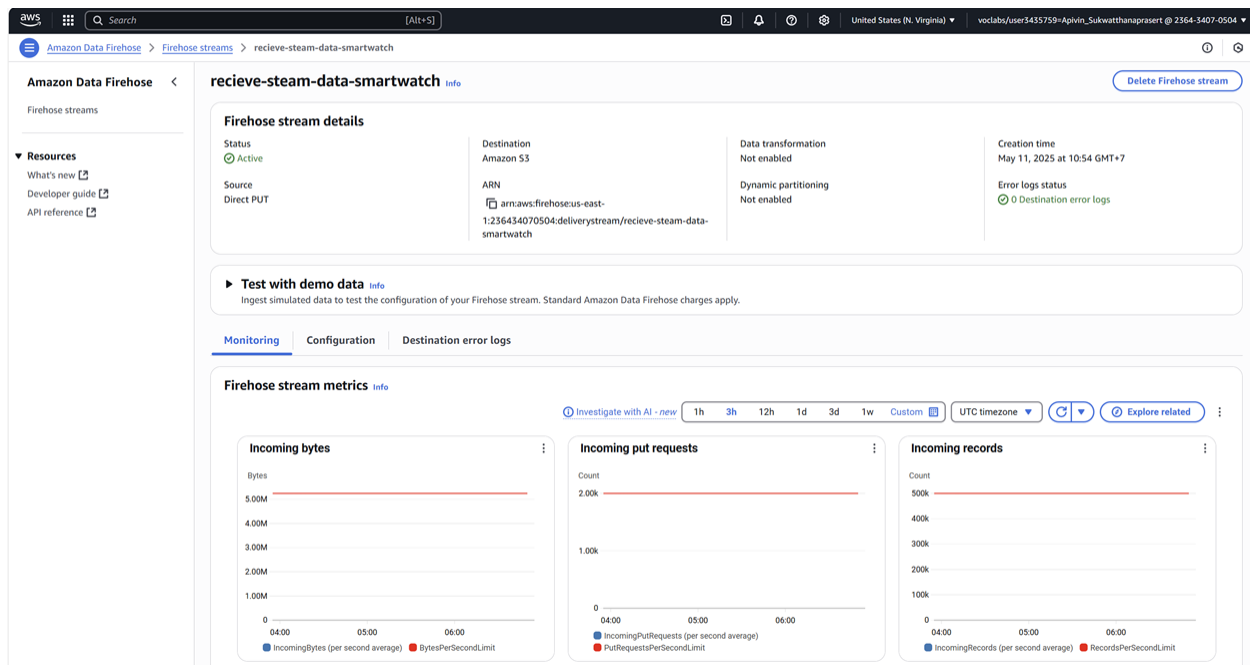 aws
Search [Alt+S]
United States (N. Virginia)
voclabs/user3435759=Apivin_Sukwatthanaprasert @ 2364-3407-0504
Amazon Data Firehose
Firehose streams
recieve-steam-data-smartwatch
Amazon Data Firehose
Firehose streams
Resources
What's new
Developer guide
API reference
recieve-steam-data-smartwatch Info
Delete Firehose stream
Firehose stream details
Status
Active
Source
Direct PUT
Destination
Amazon S3
ARN
arn:aws:firehose:us-east-
1:236434070504:deliverystream/recieve-steam-data-
smartwatch
Data transformation
Not enabled
Dynamic partitioning
Not enabled
Creation time
May 11, 2025 at 10:54 GMT+7
Error logs status
0 Destination error logs
Test with demo data Info
Ingest simulated data to test the configuration of your Firehose stream. Standard Amazon Data Firehose charges apply.
Monitoring
Configuration
Destination error logs
Firehose stream metrics Info
Investigate with AI - new
1h 3h 12h 1d 3d 1w Custom
UTC timezone
Explore related
Incoming bytes
Bytes
5.00M
4.00M
3.00M
2.00M
1.00M
0
04:00 05:00 06:00
IncomingBytes (per second average) BytesPerSecondLimit
Incoming put requests
Count
2.00k
1.00k
0
04:00 05:00 06:00
IncomingPutRequests (per second average)
PutRequestsPerSecondLimit
Incoming records
Count
500k
400k
300k
200k
100k
0
04:00 05:00 06:00
IncomingRecords (per second average) RecordsPerSecondLimit